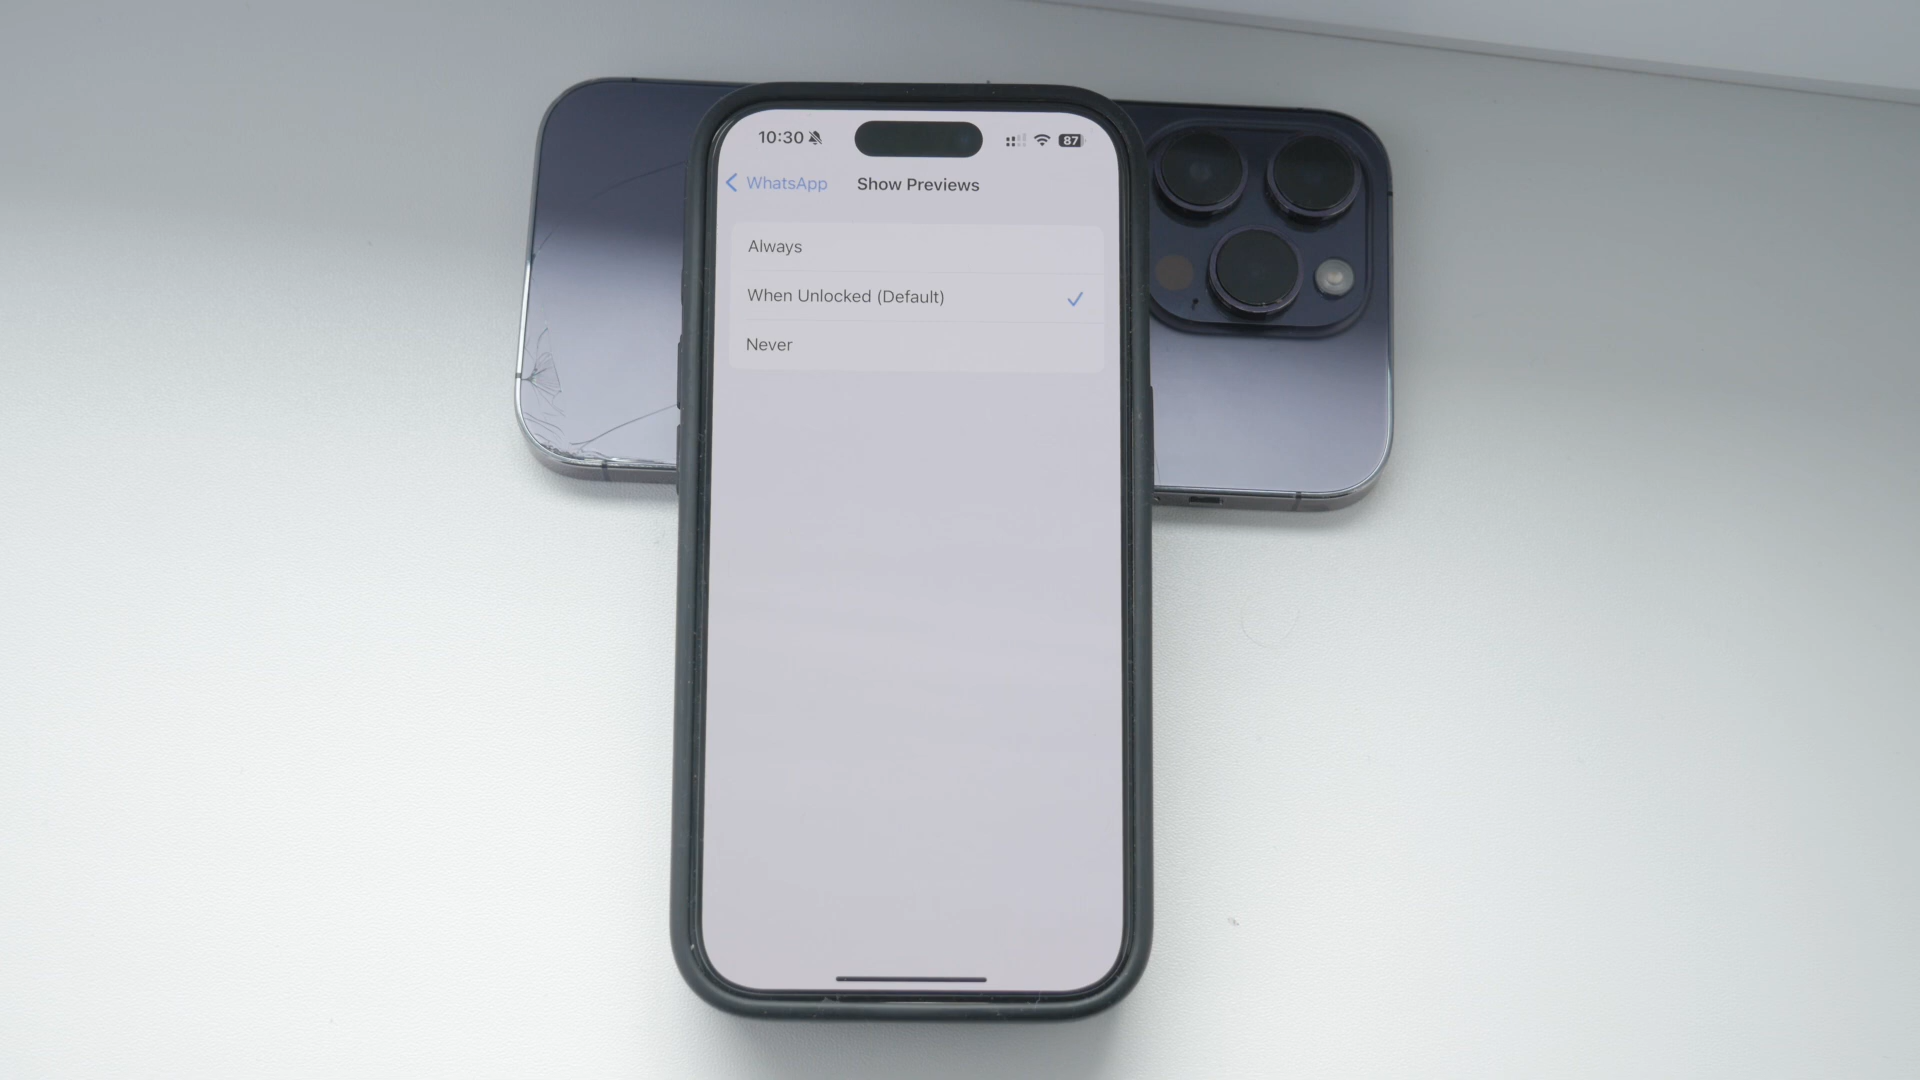 10:30
87
WhatsApp
Show Previews
Always
When Unlocked (Default)
Never